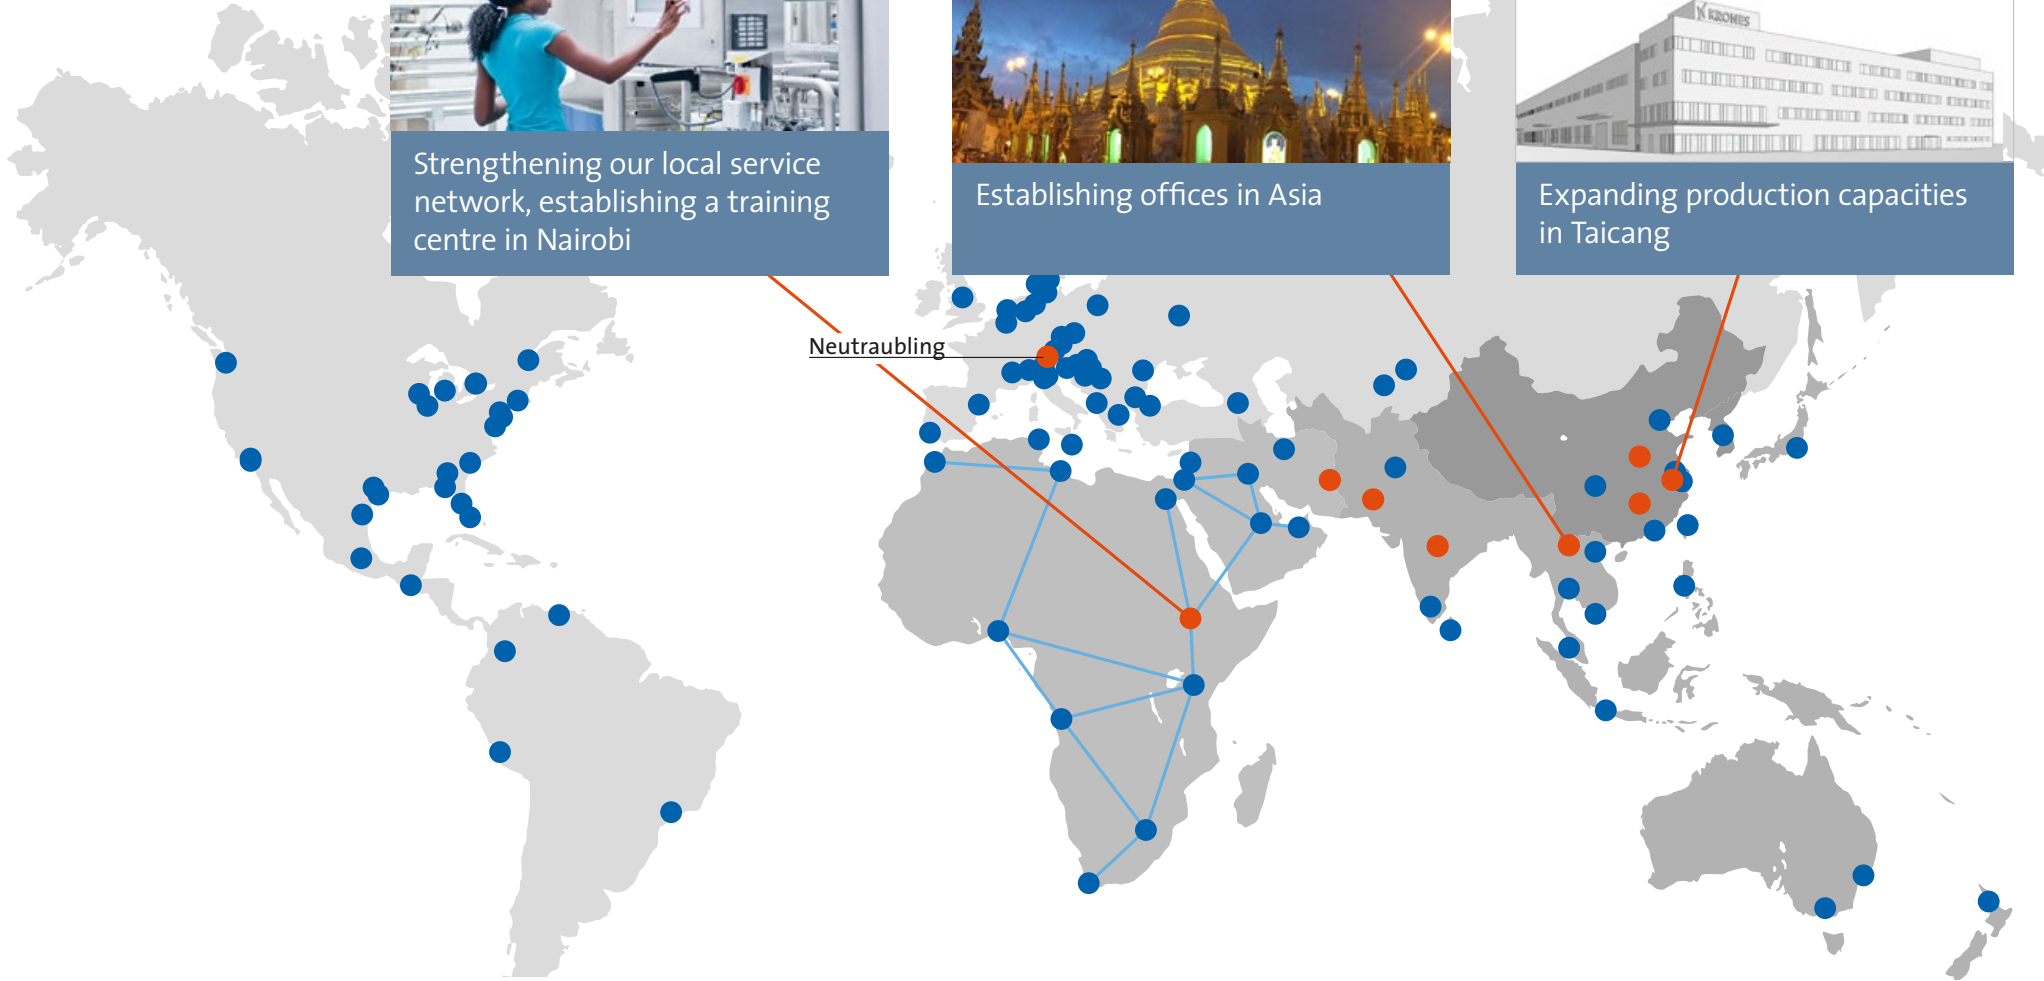 KRONES
Strengthening our local service
network, establishing a training
centre in Nairobi
Establishing offices in Asia
Expanding production capacities
in Taicang
Neutraubling